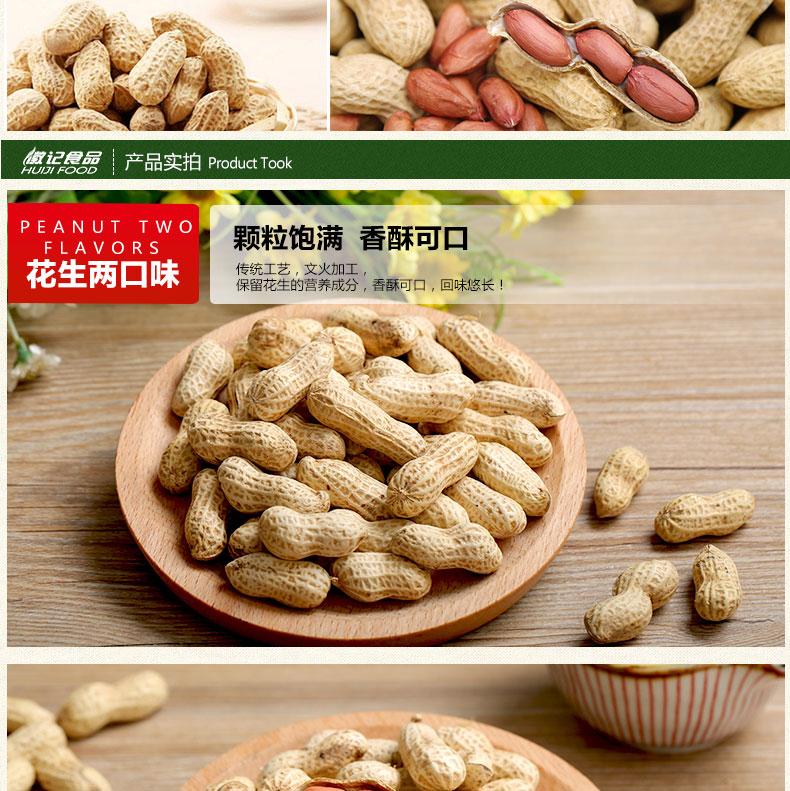 徽记食品
HUIJI FOOD
产品实拍 Product Took
PEANUT TWO
FLAVORS
花生两口味
颗粒饱满 香酥可口
传统工艺，文火加工，
保留花生的营养成分，香酥可口，回味悠长！